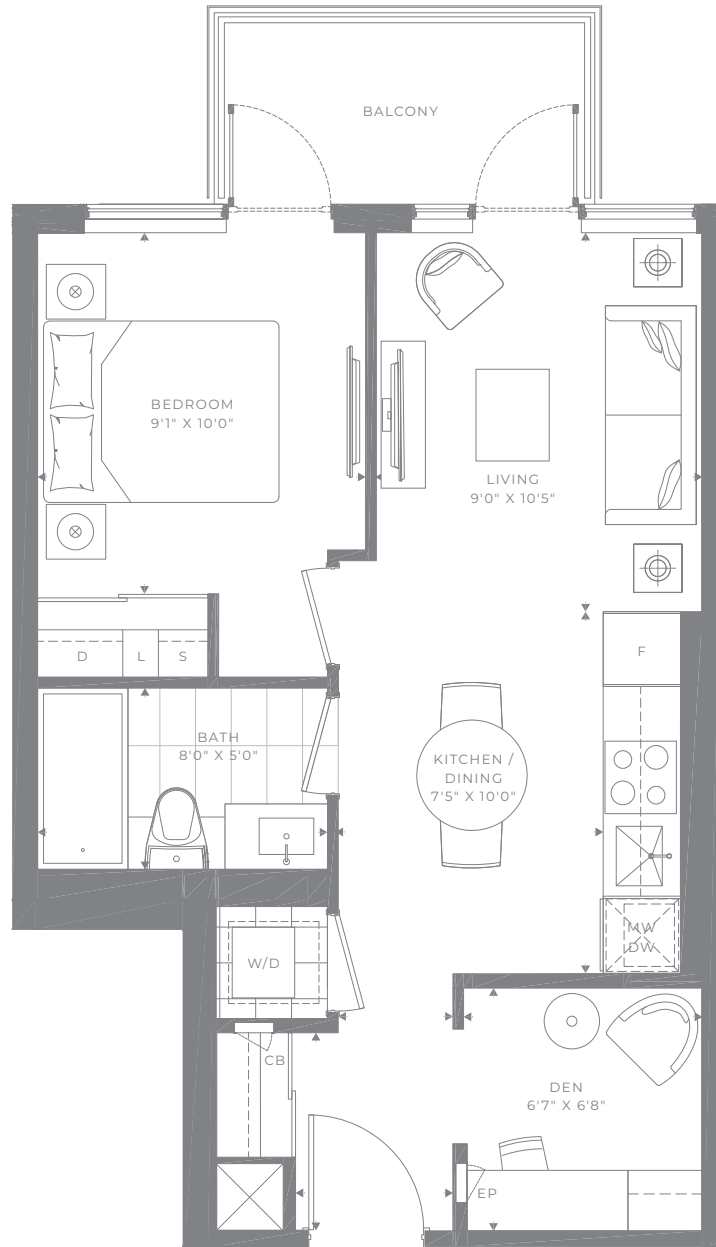 BALCONY
BEDROOM
9'1" X 10'0"
LIVING
9'0" X 10'5"
D
L
S
F
BATH
8'0" X 5'0"
KITCHEN /
DINING
7'5" X 10'0"
MW
DW
W/D
CB
DEN
6'7" X 6'8"
EP